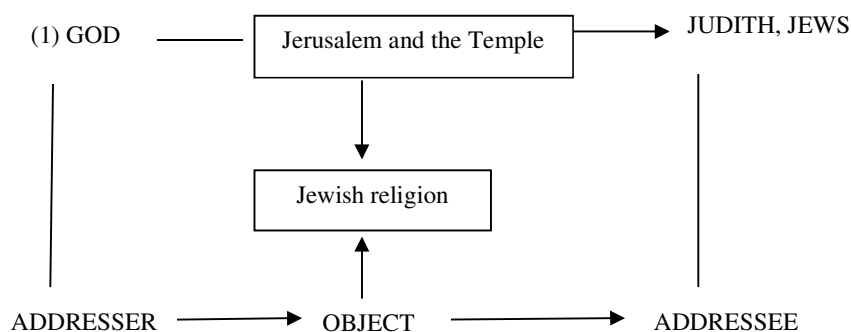 (1) GOD
Jerusalem and the Temple
JUDITH, JEWS
Jewish religion
ADDRESSER
OBJECT
ADDRESSEE